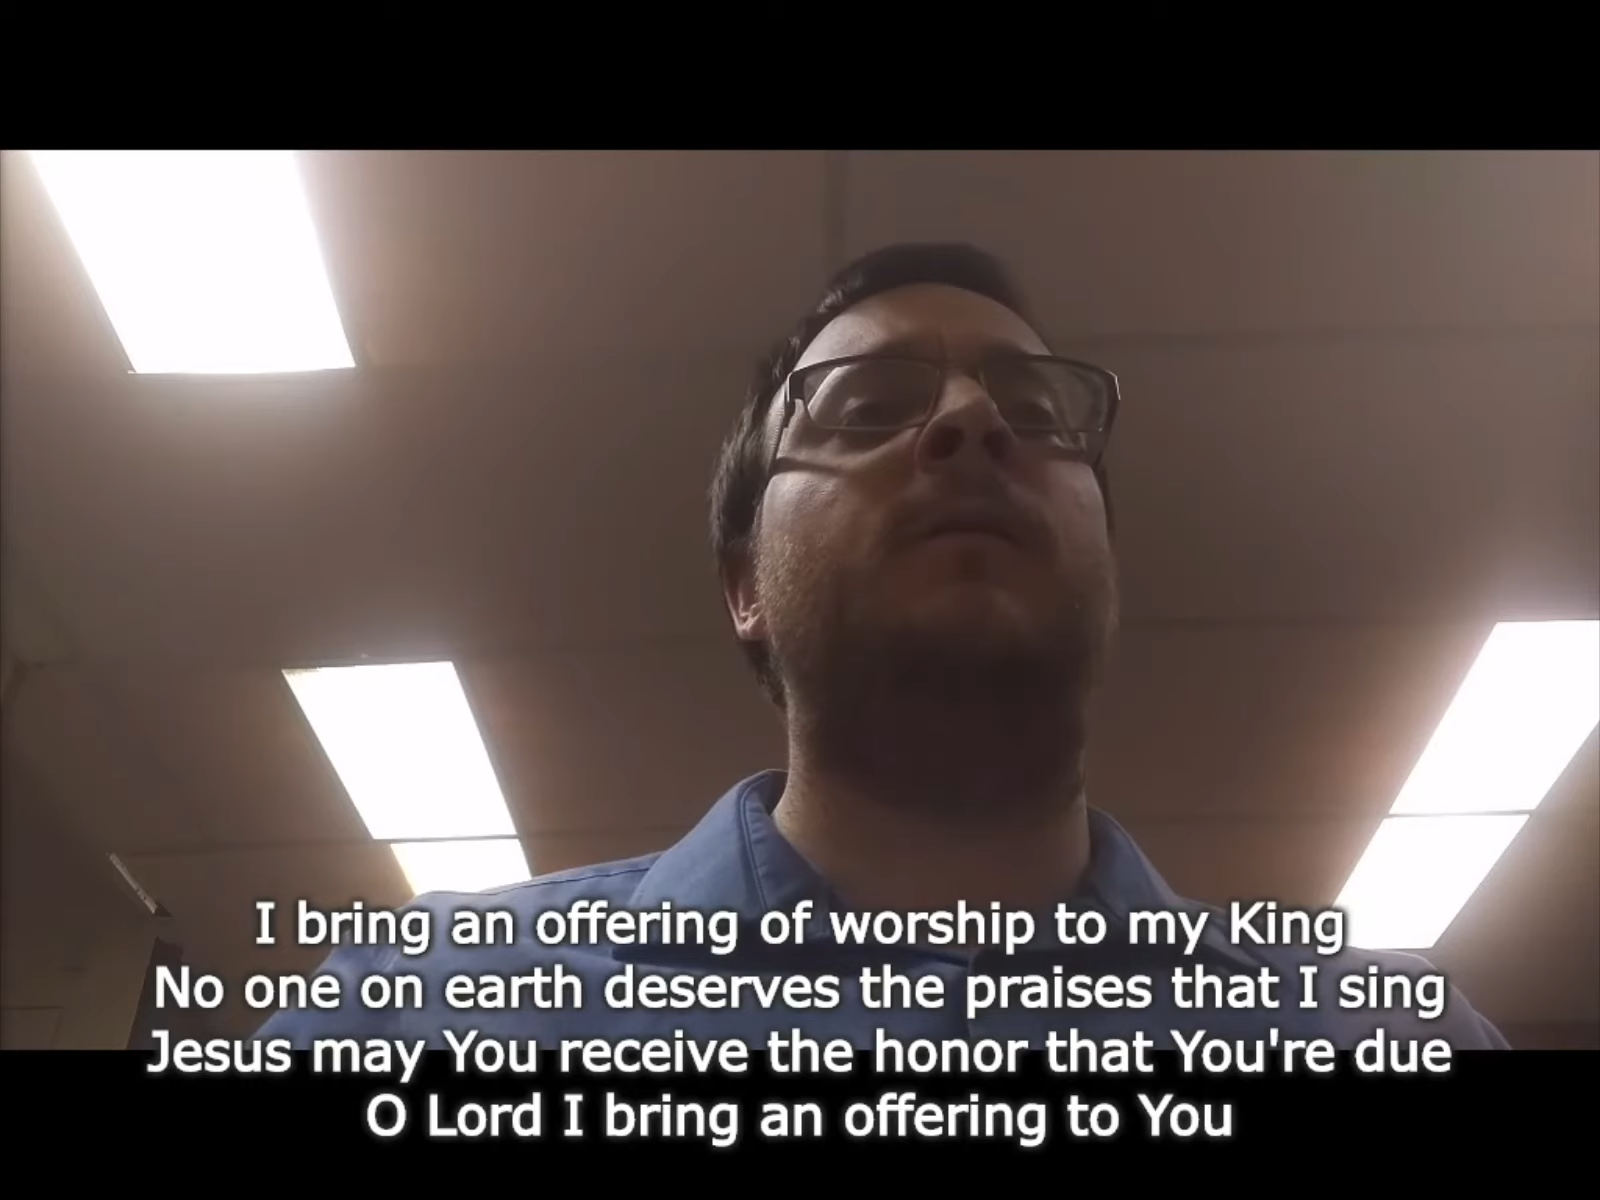 I bring an offering of worship to my King
No one on earth deserves the praises that I sing
Jesus may You receive the honor that You're due
O Lord I bring an offering to You